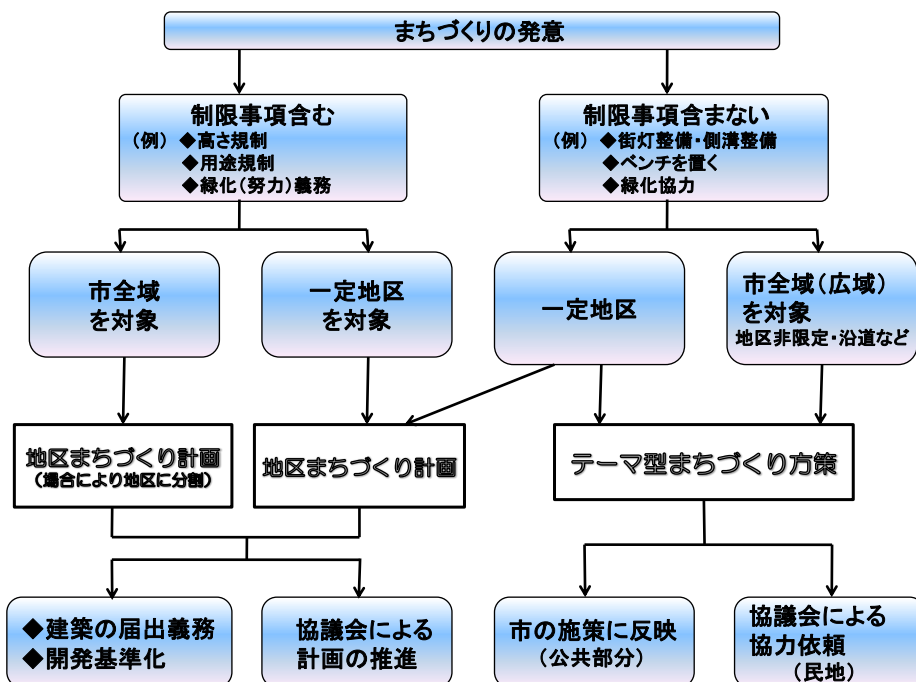 まちづくりの発意
制限事項含む
（例） ◆高さ規制
◆用途規制
◆緑化（努力）義務
制限事項含まない
（例） ◆街灯整備・側溝整備
◆ベンチを置く
◆緑化協力
市全域
を対象
一定地区
を対象
一定地区
市全域（広域）
を対象
地区非限定・沿道など
地区まちづくり計画
（場合により地区に分割）
地区まちづくり計画
テーマ型まちづくり方策
◆建築の届出義務
◆開発基準化
協議会による
計画の推進
市の施策に反映
（公共部分）
協議会による
協力依頼
（民地）